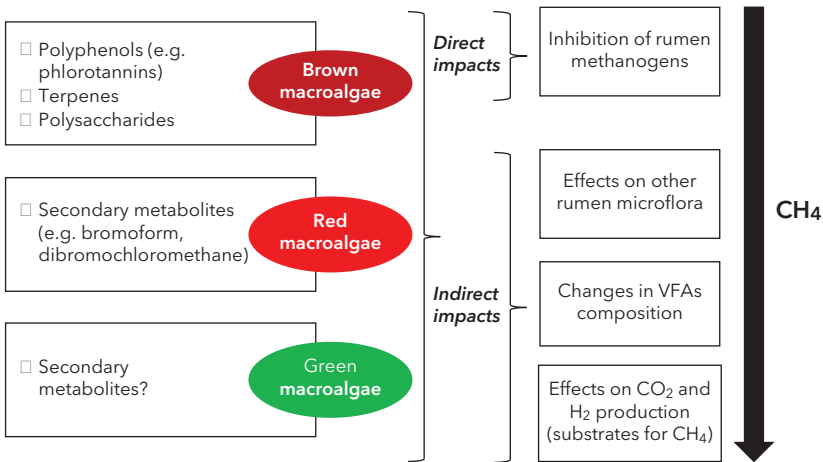 □ Polyphenols (e.g.
phlorotannins)
□ Terpenes
□ Polysaccharides
Brown
macroalgae
□ Secondary metabolites
(e.g. bromoform,
dibromochloromethane)
Red
macroalgae
□ Secondary
metabolites?
Green
macroalgae
Direct
impacts
Inhibition of rumen
methanogens
Indirect
impacts
Effects on other
rumen microflora
Changes in VFAs
composition
Effects on CO₂ and
H₂ production
(substrates for CH₄)
CH₄